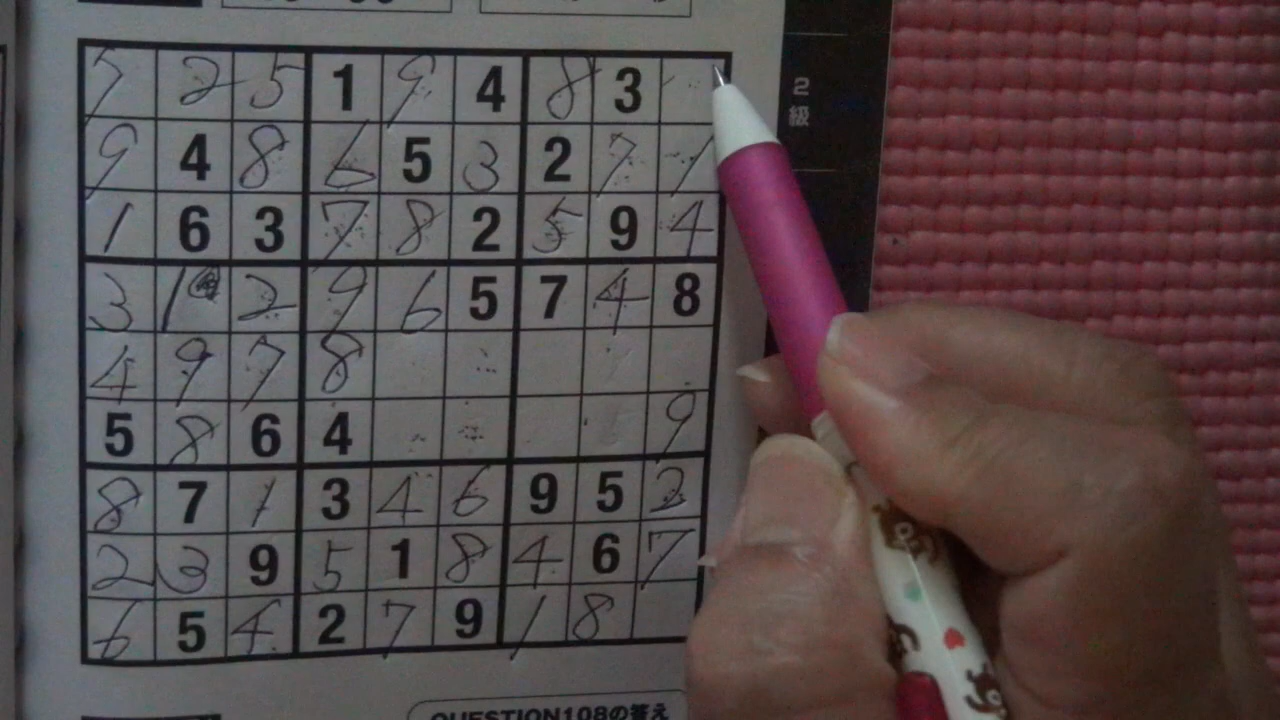 7 2 5 1 9 4 8 3
9 4 8 6 5 3 2 7 1
1 6 3 7 8 2 5 9 4
3 1 2 9 6 5 7 4 8
4 9 7 8
5 8 6 4 9
8 7 1 3 4 6 9 5 2
2 3 9 5 1 8 4 6 7
6 5 4 2 7 9 1 8
2
級
QUESTION108の答え